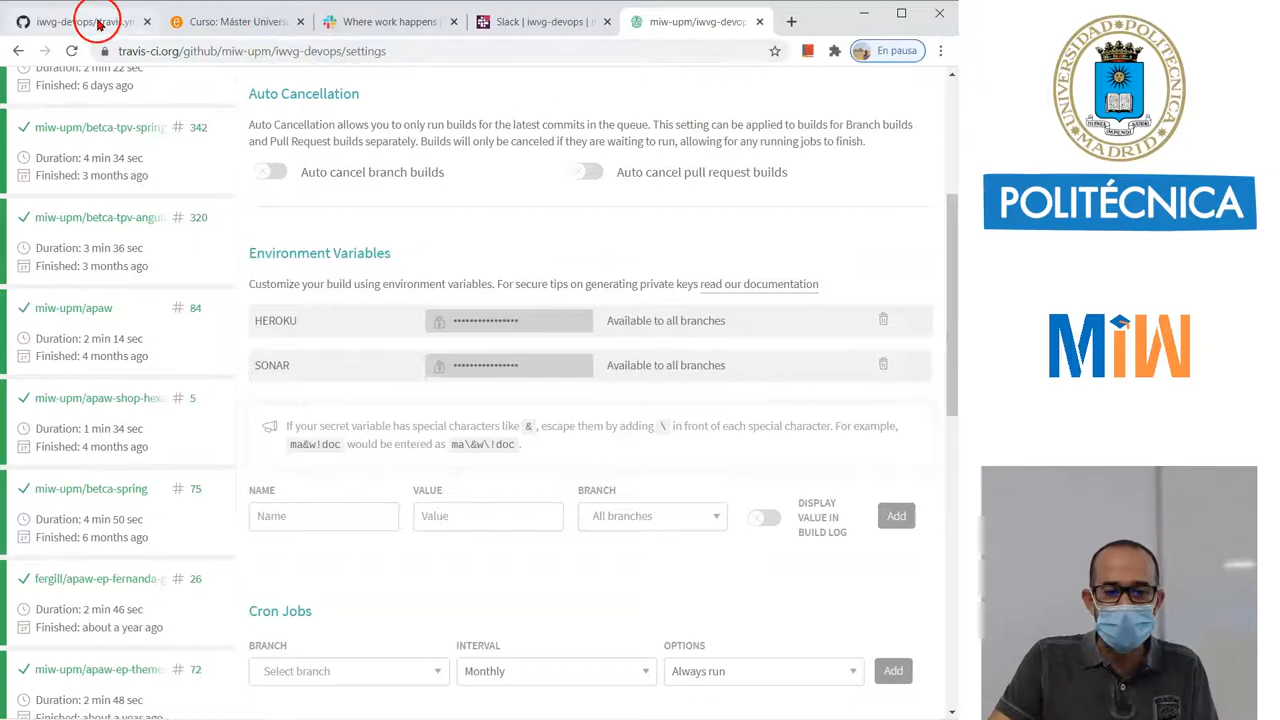 iwvg-devops/travis.yn
Curso: Máster Univers
Where work happens
Slack | iwvg-devops |
miw-upm/iwvg-devop
travis-ci.org/github/miw-upm/iwvg-devops/settings
En pausa
Duration: 2 min 22 sec
Finished: 6 days ago
miw-upm/betca-tpv-spring # 342
Duration: 4 min 34 sec
Finished: 3 months ago
miw-upm/betca-tpv-angul # 320
Duration: 3 min 36 sec
Finished: 3 months ago
miw-upm/apaw # 84
Duration: 2 min 14 sec
Finished: 4 months ago
miw-upm/apaw-shop-hexa # 5
Duration: 1 min 34 sec
Finished: 4 months ago
miw-upm/betca-spring # 75
Duration: 4 min 50 sec
Finished: 6 months ago
fergill/apaw-ep-fernanda-g # 26
Duration: 2 min 46 sec
Finished: about a year ago
miw-upm/apaw-ep-theme # 72
Duration: 2 min 48 sec
Finished: about a year ago
Auto Cancellation
Auto Cancellation allows you to only run builds for the latest commits in the queue. This setting can be applied to builds for Branch builds
and Pull Request builds separately. Builds will only be canceled if they are waiting to run, allowing for any running jobs to finish.
Auto cancel branch builds
Auto cancel pull request builds
Environment Variables
Customize your build using environment variables. For secure tips on generating private keys read our documentation
HEROKU •••••••••••••••• Available to all branches
SONAR •••••••••••••••• Available to all branches
If your secret variable has special characters like & , escape them by adding \ in front of each special character. For example,
ma&w!doc would be entered as ma\&w\!doc .
NAME VALUE BRANCH
Name Value All branches
DISPLAY
VALUE IN
BUILD LOG
Add
Cron Jobs
BRANCH INTERVAL OPTIONS
Select branch Monthly Always run Add
UNIVERSIDAD POLITÉCNICA
MADRID
POLITÉCNICA
MiW